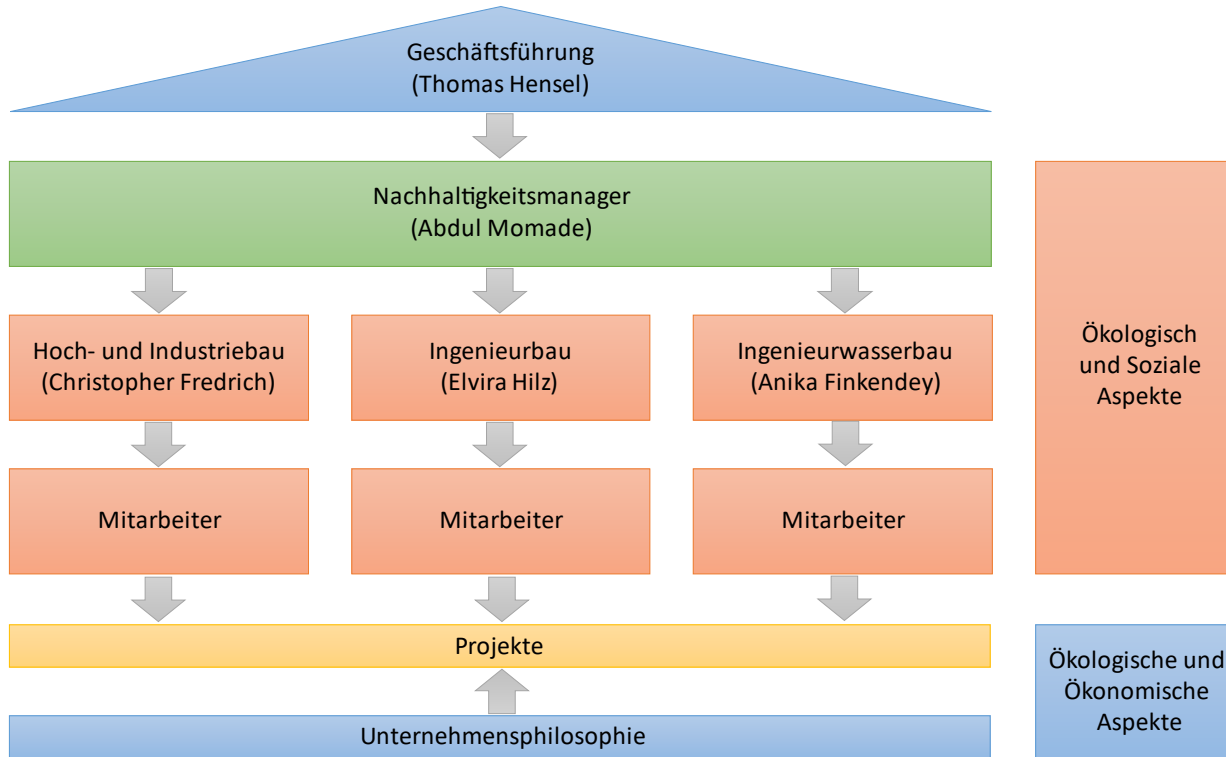 Geschäftsführung
(Thomas Hensel)
Nachhaltigkeitsmanager
(Abdul Momade)
Hoch- und Industriebau
(Christopher Fredrich)
Ingenieurbau
(Elvira Hilz)
Ingenieurwasserbau
(Anika Finkendey)
Ökologisch
und Soziale
Aspekte
Mitarbeiter
Mitarbeiter
Mitarbeiter
Projekte
Ökologische und
Ökonomische
Aspekte
Unternehmensphilosophie